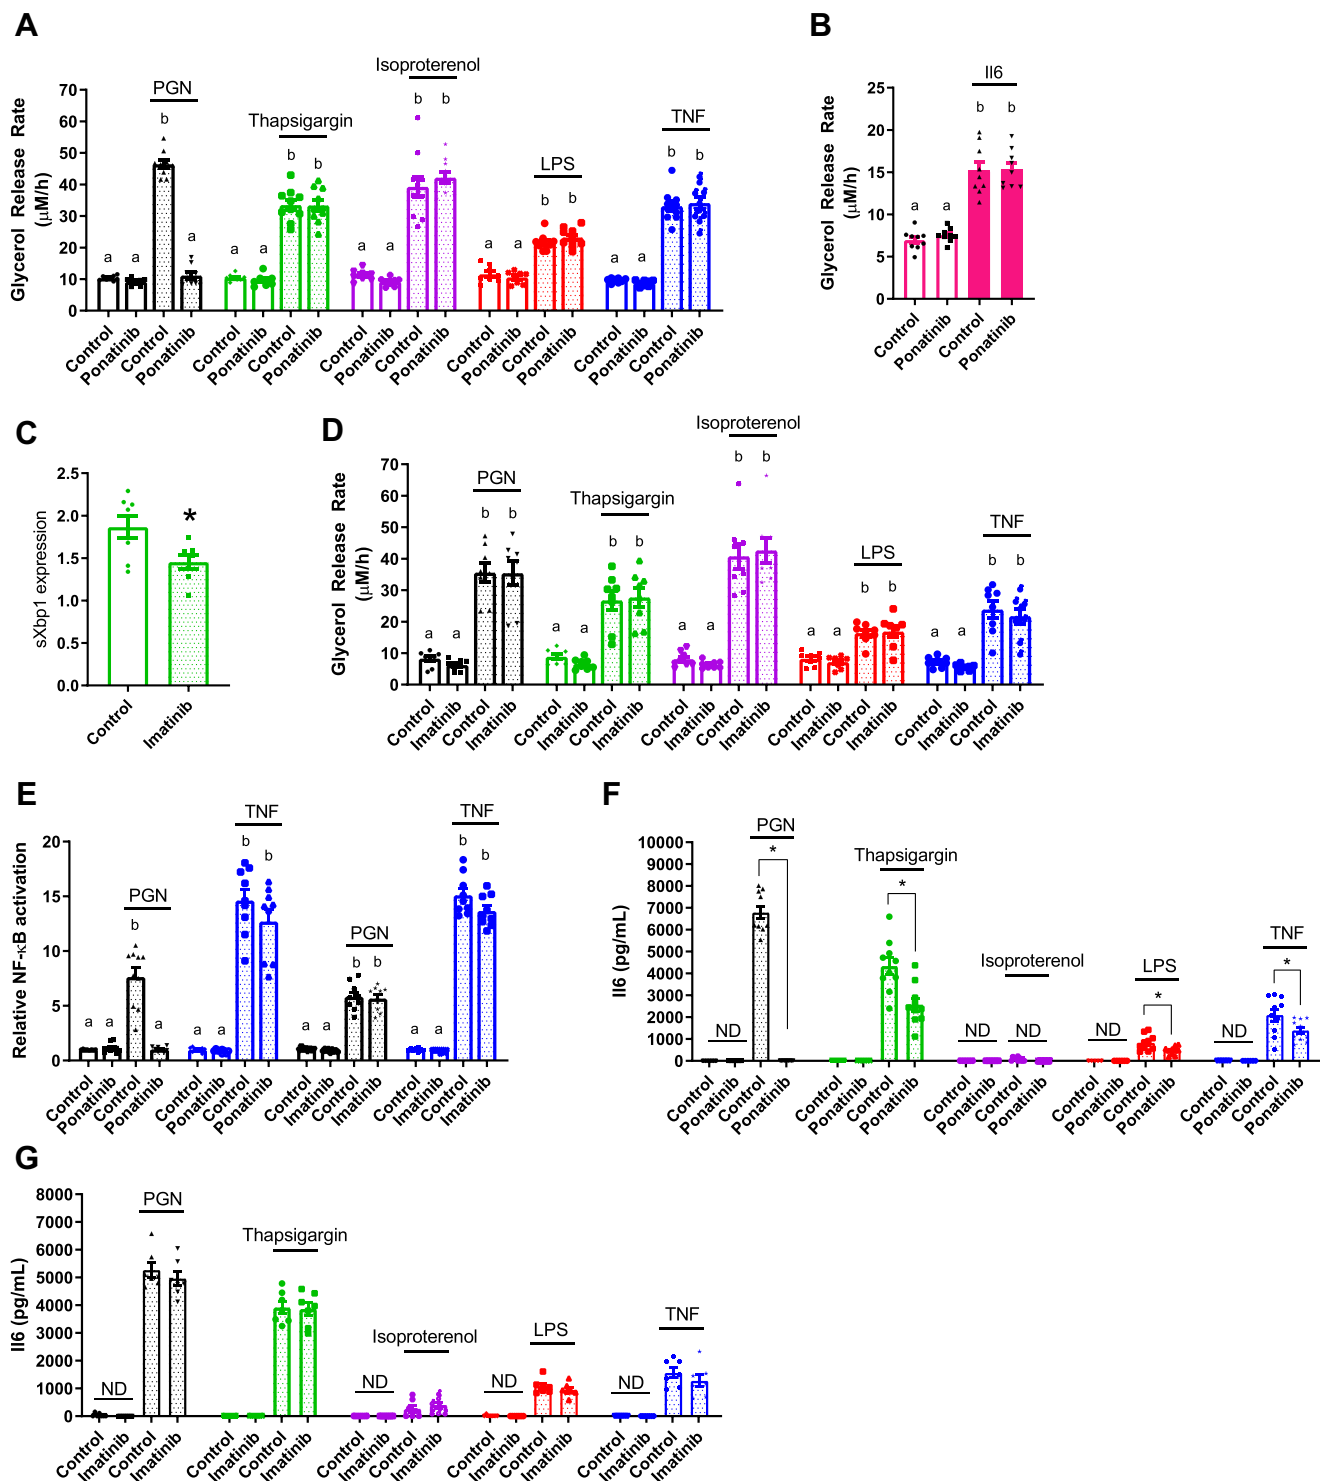 A
B
Isoproterenol
Il6
PGN
Thapsigargin
TNF
LPS
Glycerol Release Rate
(µM/h)
70
60
50
40
30
20
10
0
a
a
b
a
a
a
b
b
a
a
b
b
a
a
b
b
a
a
b
b
Control
Ponatinib
Control
Ponatinib
Control
Ponatinib
Control
Ponatinib
Control
Ponatinib
Control
Ponatinib
Control
Ponatinib
Control
Ponatinib
Control
Ponatinib
Control
Ponatinib
Glycerol Release Rate
(µM/h)
25
20
15
10
5
0
a
a
b
b
Control
Ponatinib
Control
Ponatinib
C
sXbp1 expression
2.5
2.0
1.5
1.0
0.5
0.0
*
Control
Imatinib
D
Isoproterenol
PGN
Thapsigargin
TNF
LPS
Glycerol Release Rate
(µM/h)
70
60
50
40
30
20
10
0
a
a
b
b
a
a
b
b
a
a
b
b
a
a
b
b
a
a
b
b
Control
Imatinib
Control
Imatinib
Control
Imatinib
Control
Imatinib
Control
Imatinib
Control
Imatinib
Control
Imatinib
Control
Imatinib
Control
Imatinib
Control
Imatinib
E
TNF
TNF
PGN
PGN
Relative NF-κB activation
20
15
10
5
0
a
a
b
a
a
a
b
b
a
a
b
b
a
a
b
b
Control
Ponatinib
Control
Ponatinib
Control
Ponatinib
Control
Ponatinib
Control
Imatinib
Control
Imatinib
Control
Imatinib
Control
Imatinib
F
PGN
Thapsigargin
Isoproterenol
LPS
TNF
Il6 (pg/mL)
10000
9000
8000
7000
6000
5000
4000
3000
2000
1000
0
ND
*
*
ND
ND
ND
*
ND
*
Control
Ponatinib
Control
Ponatinib
Control
Ponatinib
Control
Ponatinib
Control
Ponatinib
Control
Ponatinib
Control
Ponatinib
Control
Ponatinib
Control
Ponatinib
Control
Ponatinib
G
PGN
Thapsigargin
Isoproterenol
LPS
TNF
Il6 (pg/mL)
8000
7000
6000
5000
4000
3000
2000
1000
0
ND
ND
ND
ND
Control
Imatinib
Control
Imatinib
Control
Imatinib
Control
Imatinib
Control
Imatinib
Control
Imatinib
Control
Imatinib
Control
Imatinib
Control
Imatinib
Control
Imatinib